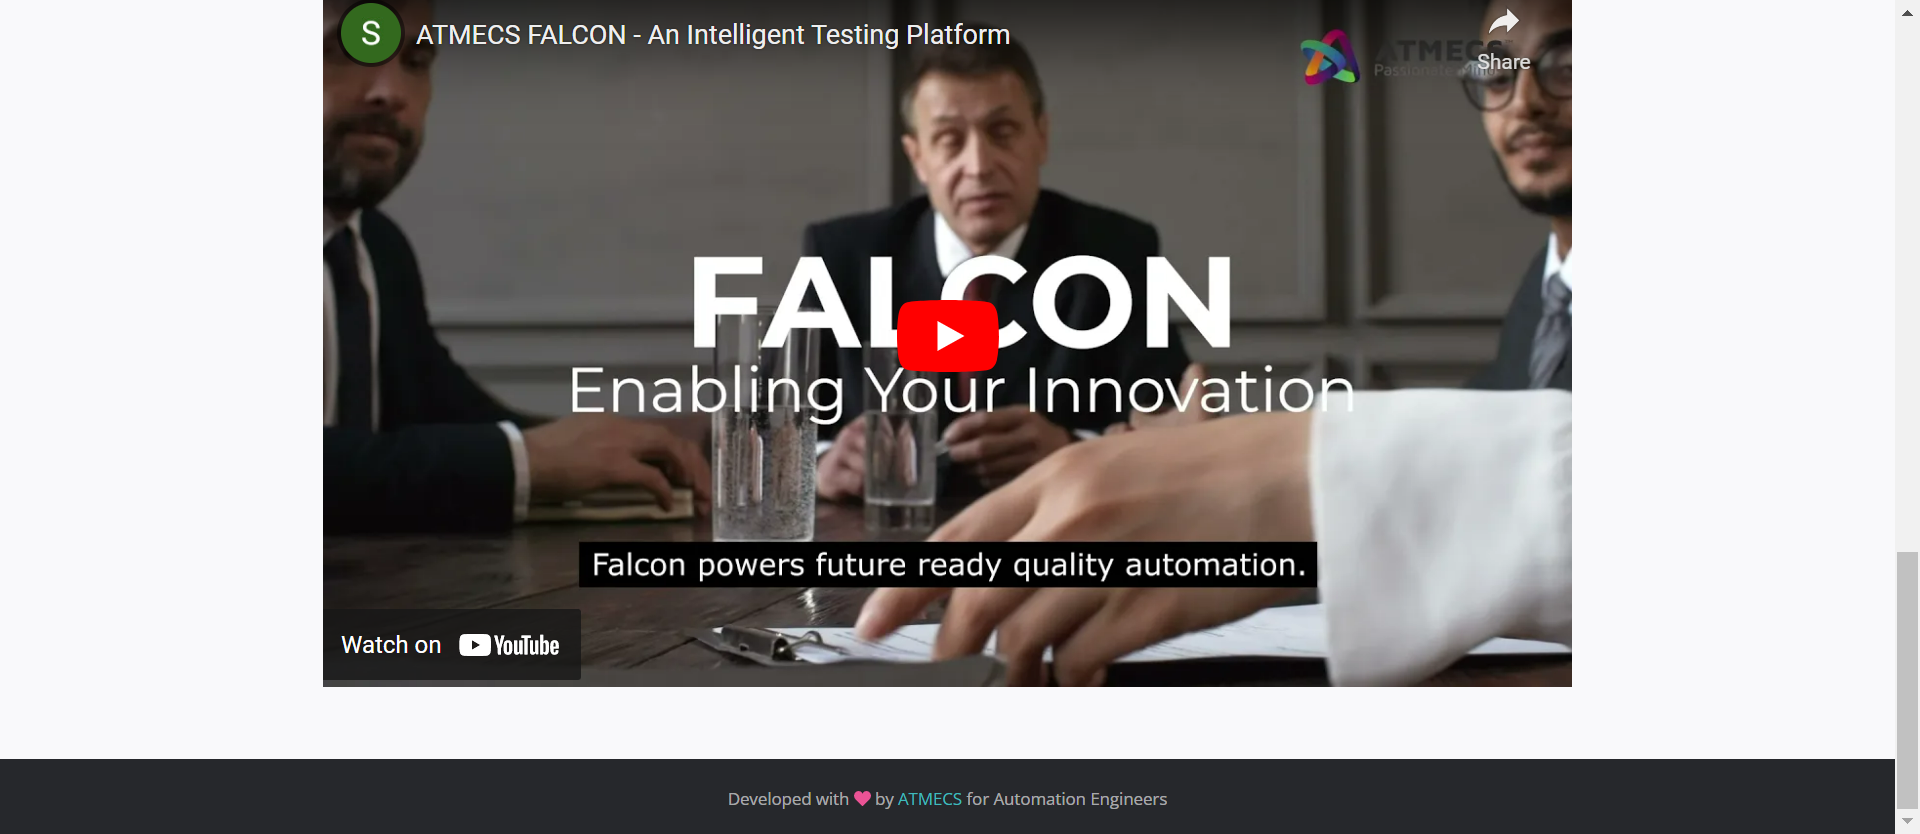 S
ATMECS FALCON - An Intelligent Testing Platform
ATMECS
Passionate Minds
Share
FALCON
Enabling Your Innovation
Falcon powers future ready quality automation.
Watch on YouTube
Developed with by ATMECS for Automation Engineers